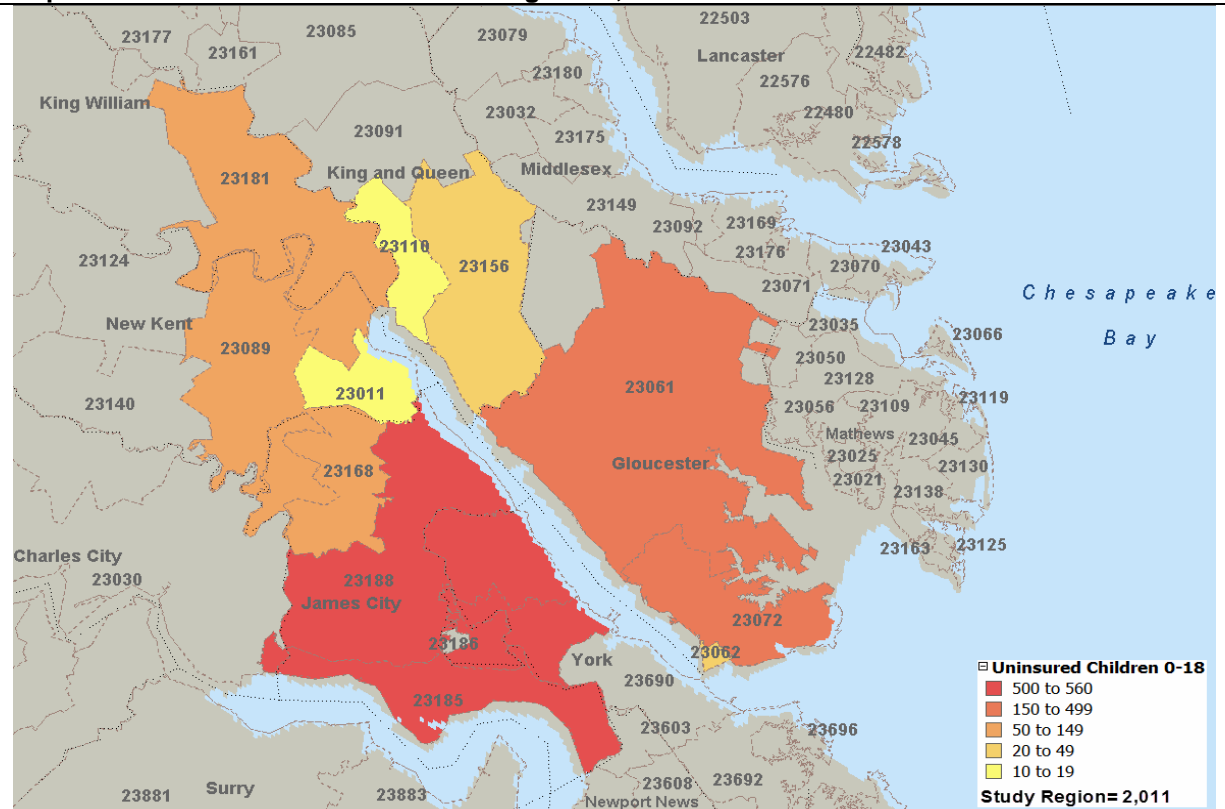 22503
23177
23161
23085
23079
22482
Lancaster
23180
22576
King William
23032
22480
23091
23175
22578
King and Queen
Middlesex
23181
23149
23092
23169
23110
23176
23043
23124
23156
23070
23071
Chesapeake
Bay
New Kent
23035
23066
23089
23050
23128
23061
23011
23119
23140
23056
23109
Mathews
23045
Gloucester
23025
23130
23168
23021
23138
Charles City
23163
23125
23030
23188
James City
23072
23186
23062
York
23690
23185
23603
23696
Surry
23608
23692
23881
23883
Newport News
Uninsured Children 0-18
500 to 560
150 to 499
50 to 149
20 to 49
10 to 19
Study Region= 2,011